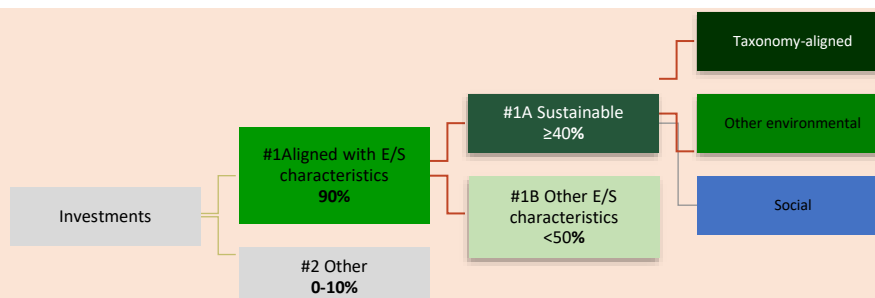 Investments
#1Aligned with E/S
characteristics
90%
#2 Other
0-10%
#1A Sustainable
≥40%
#1B Other E/S
characteristics
<50%
Taxonomy-aligned
Other environmental
Social